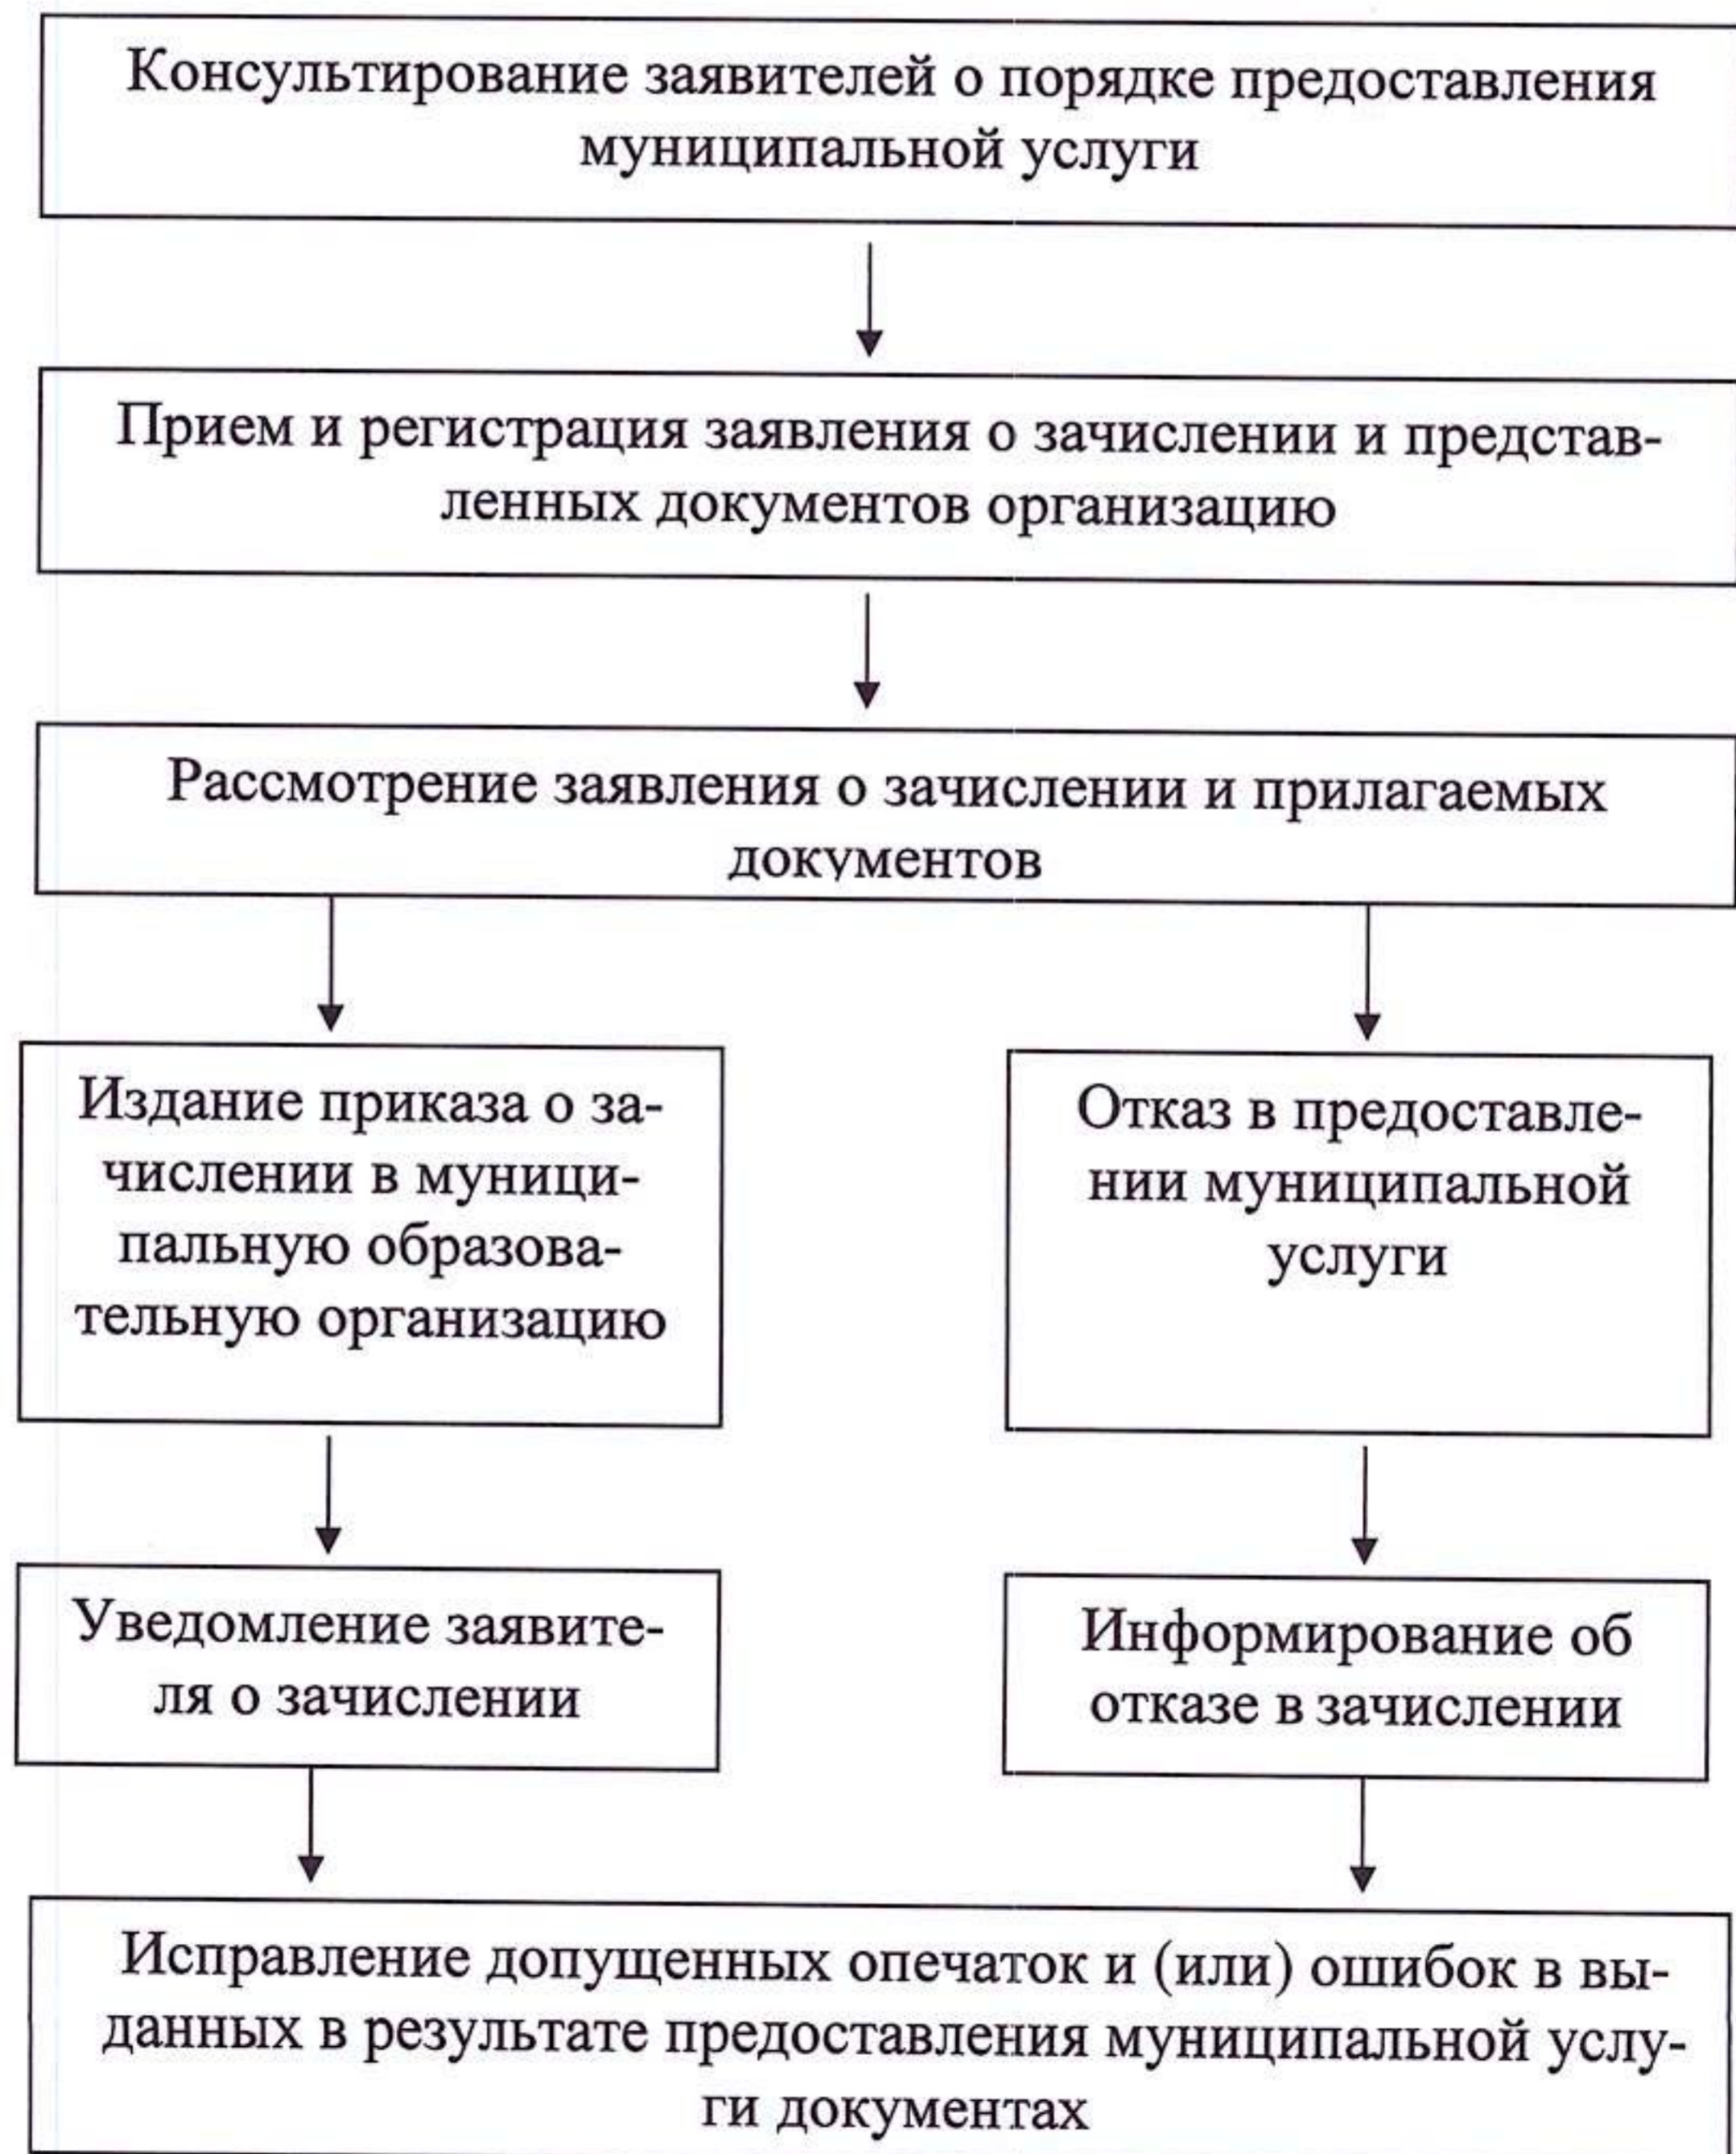 Консультирование заявителей о порядке предоставления
муниципальной услуги
Прием и регистрация заявления о зачислении и представ-
ленных документов организацию
Рассмотрение заявления о зачислении и прилагаемых
документов
Издание приказа о за-
числении в муници-
пальную образова-
тельную организацию
Отказ в предоставле-
нии муниципальной
услуги
Уведомление заявите-
ля о зачислении
Информирование об
отказе в зачислении
Исправление допущенных опечаток и (или) ошибок в вы-
данных в результате предоставления муниципальной услу-
ги документах